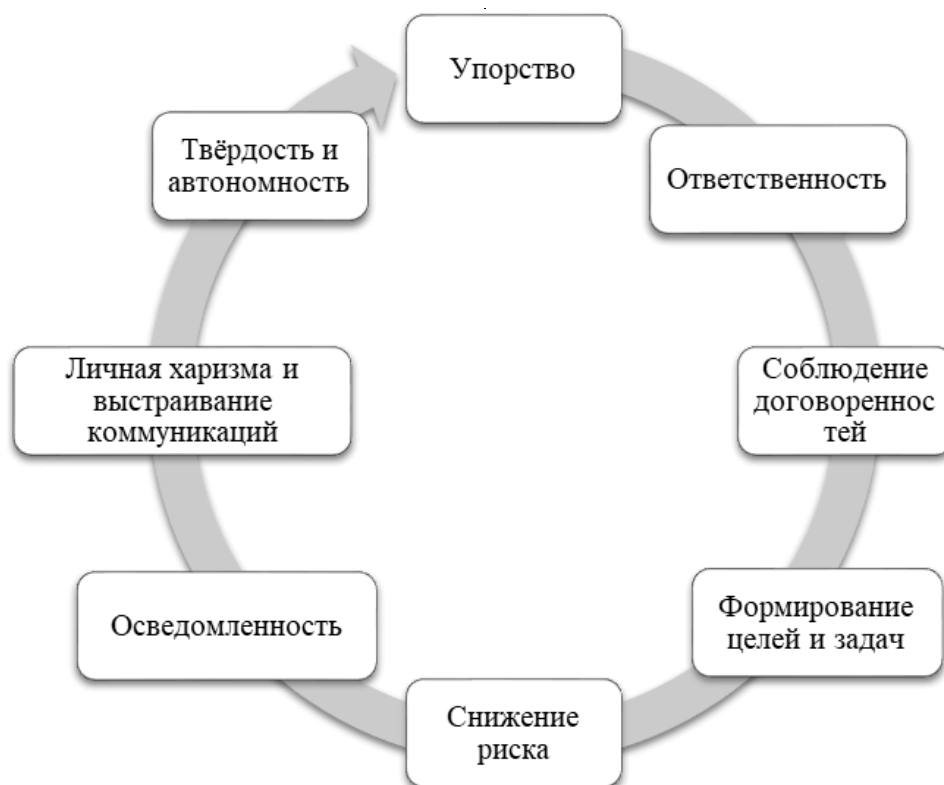 Упорство
Ответственность
Соблюдение
договореннос
тей
Формирование
целей и задач
Снижение
риска
Осведомленность
Личная харизма и
выстраивание
коммуникаций
Твёрдость и
автономность